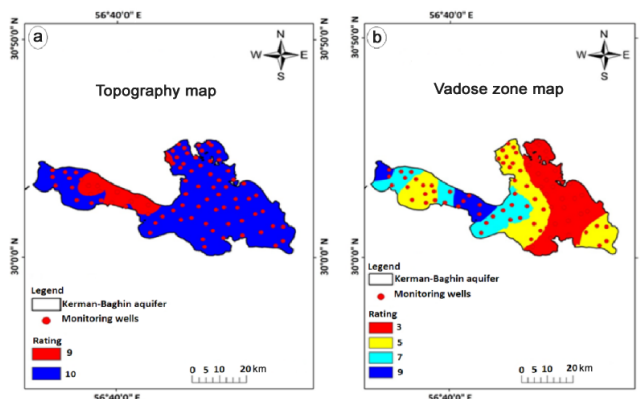 56°40'0" E
a
30°50'0" N
N
W E
S
Topography map
30°0'0" N
Legend
Kerman-Baghin aquifer
Monitoring wells
Rating
9
10
0 5 10 20 km
56°40'0" E
56°40'0" E
b
30°50'0" N
N
W E
S
Vadose zone map
30°0'0" N
Legend
Kerman-Baghin aquifer
Monitoring wells
Rating
3
5
7
9
0 5 10 20 km
56°40'0" E